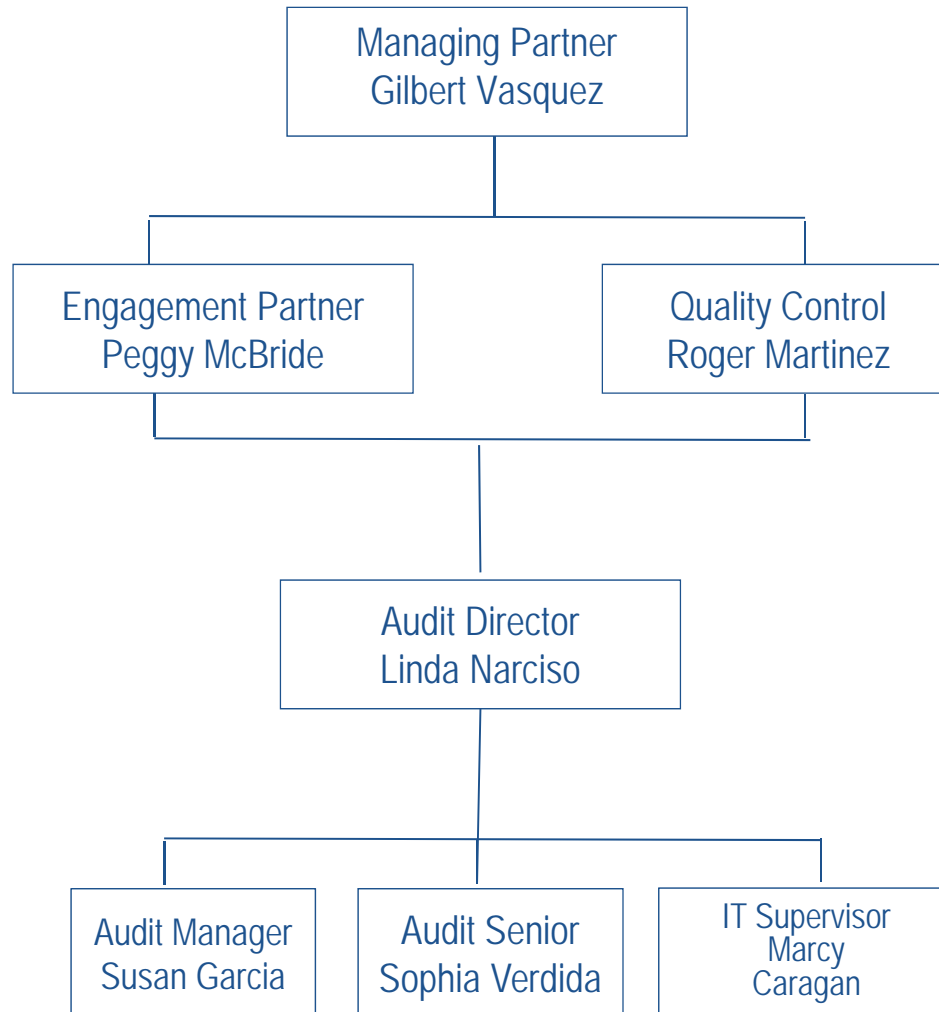 Managing Partner
Gilbert Vasquez
Engagement Partner
Peggy McBride
Quality Control
Roger Martinez
Audit Director
Linda Narciso
Audit Manager
Susan Garcia
Audit Senior
Sophia Verdida
IT Supervisor
Marcy
Caragan